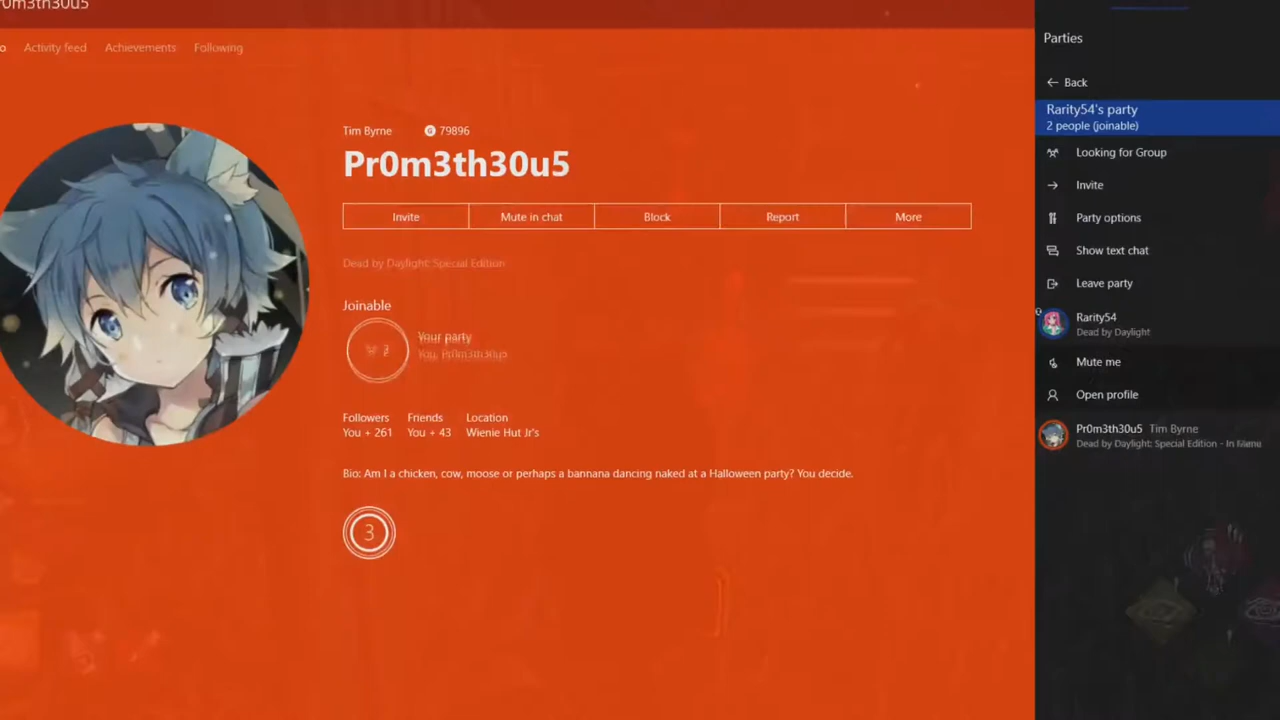 r0m3th30u5
o Activity feed Achievements Following
Tim Byrne G 79896
Pr0m3th30u5
Invite Mute in chat Block Report More
Dead by Daylight: Special Edition
Joinable
2 Your party
You, Pr0m3th30u5
Followers Friends Location
You + 261 You + 43 Wienie Hut Jr's
Bio: Am I a chicken, cow, moose or perhaps a bannana dancing naked at a Halloween party? You decide.
3
Parties
Back
Rarity54's party
2 people (joinable)
Looking for Group
Invite
Party options
Show text chat
Leave party
Rarity54
Dead by Daylight
Mute me
Open profile
Pr0m3th30u5 Tim Byrne
Dead by Daylight: Special Edition - In Menu